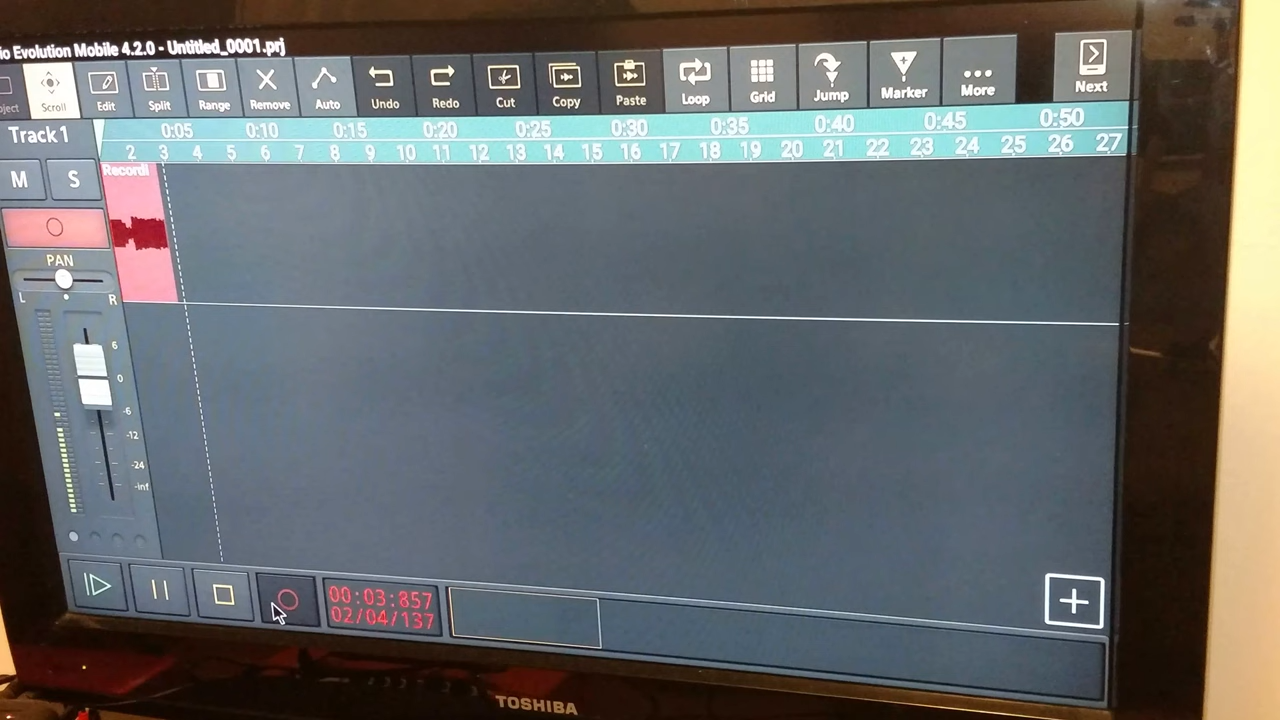 io Evolution Mobile 4.2.0 - Untitled_0001.prj
oject Scroll Edit Split Range Remove Auto Undo Redo Cut Copy Paste Loop Grid Jump Marker More Next
Track 1
0:05 0:10 0:15 0:20 0:25 0:30 0:35 0:40 0:45 0:50
2 3 4 5 6 7 8 9 10 11 12 13 14 15 16 17 18 19 20 21 22 23 24 25 26 27
M S
Recordi
PAN
L R
6
0
-6
-12
-24
-inf
00:03:857
02/04/137
TOSHIBA